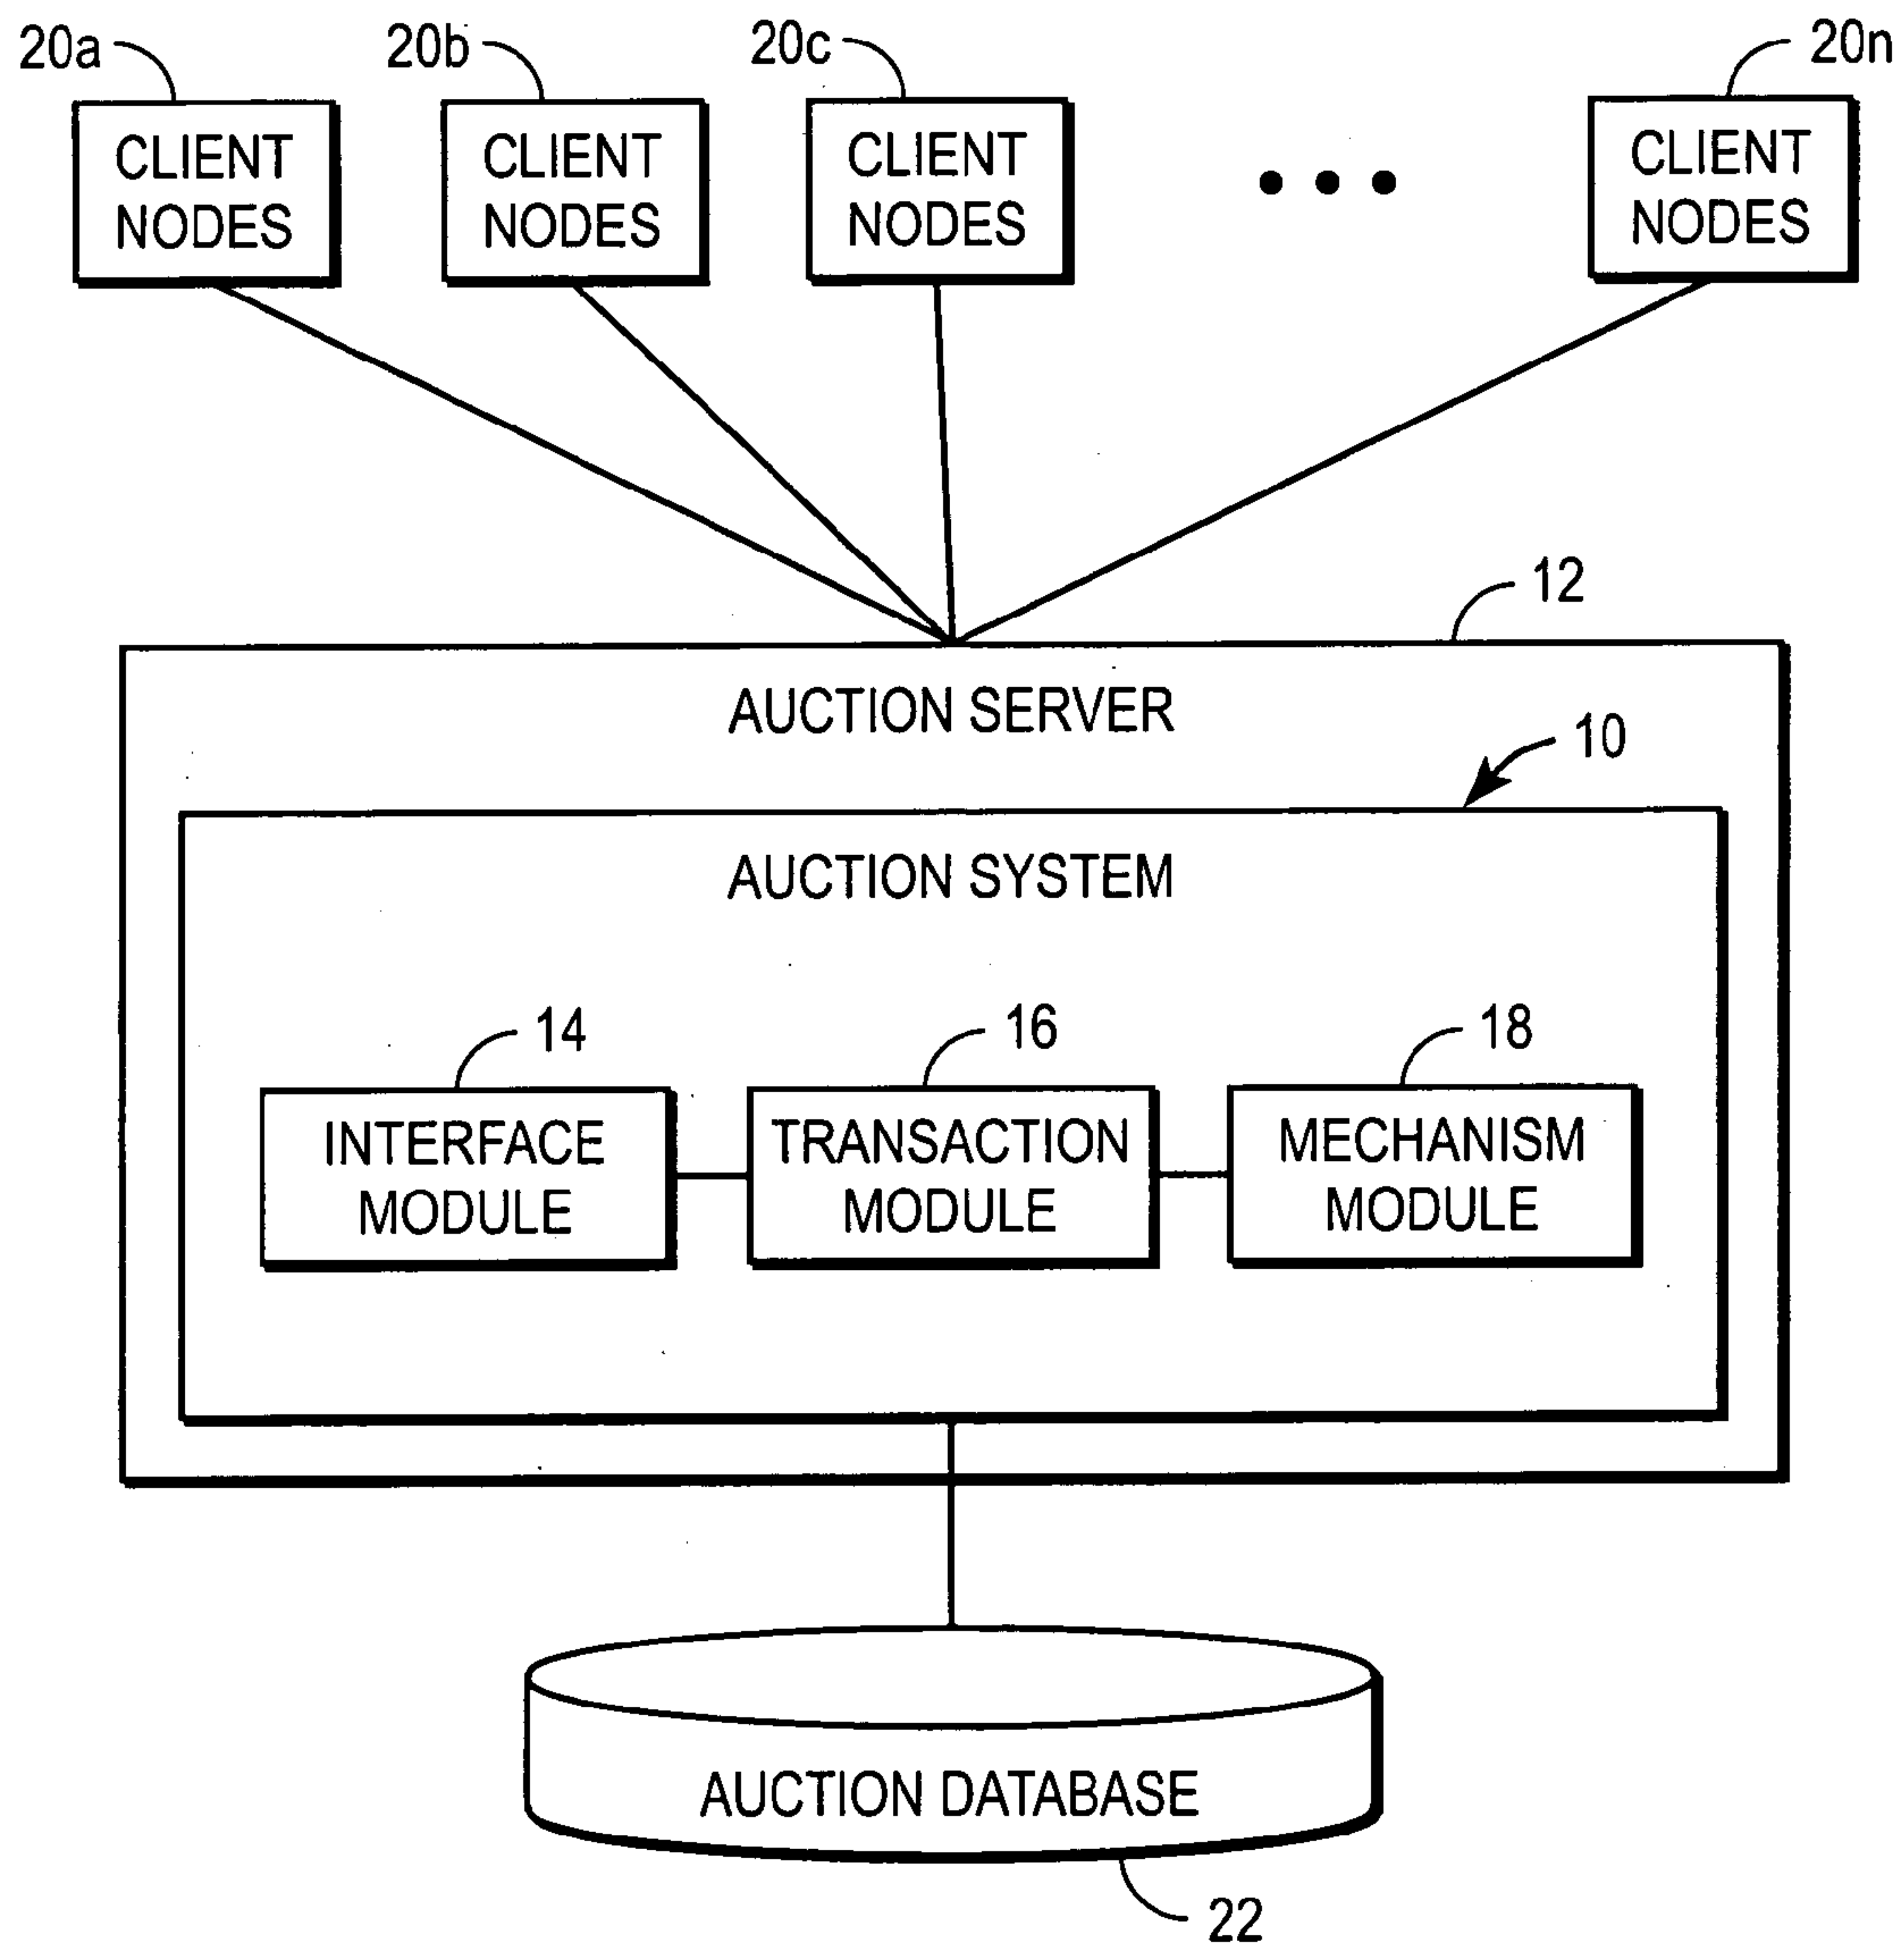 20a
20b
20c
20n
CLIENT
NODES
CLIENT
NODES
CLIENT
NODES
CLIENT
NODES
12
AUCTION SERVER
10
AUCTION SYSTEM
14
16
18
INTERFACE
MODULE
TRANSACTION
MODULE
MECHANISM
MODULE
AUCTION DATABASE
22